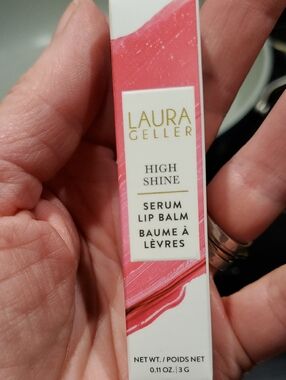 LAURA
GELLER
HIGH
SHINE
SERUM
LIP BALM
BAUME À
LÈVRES
NET WT. / POIDS NET
0.11 OZ. | 3 G